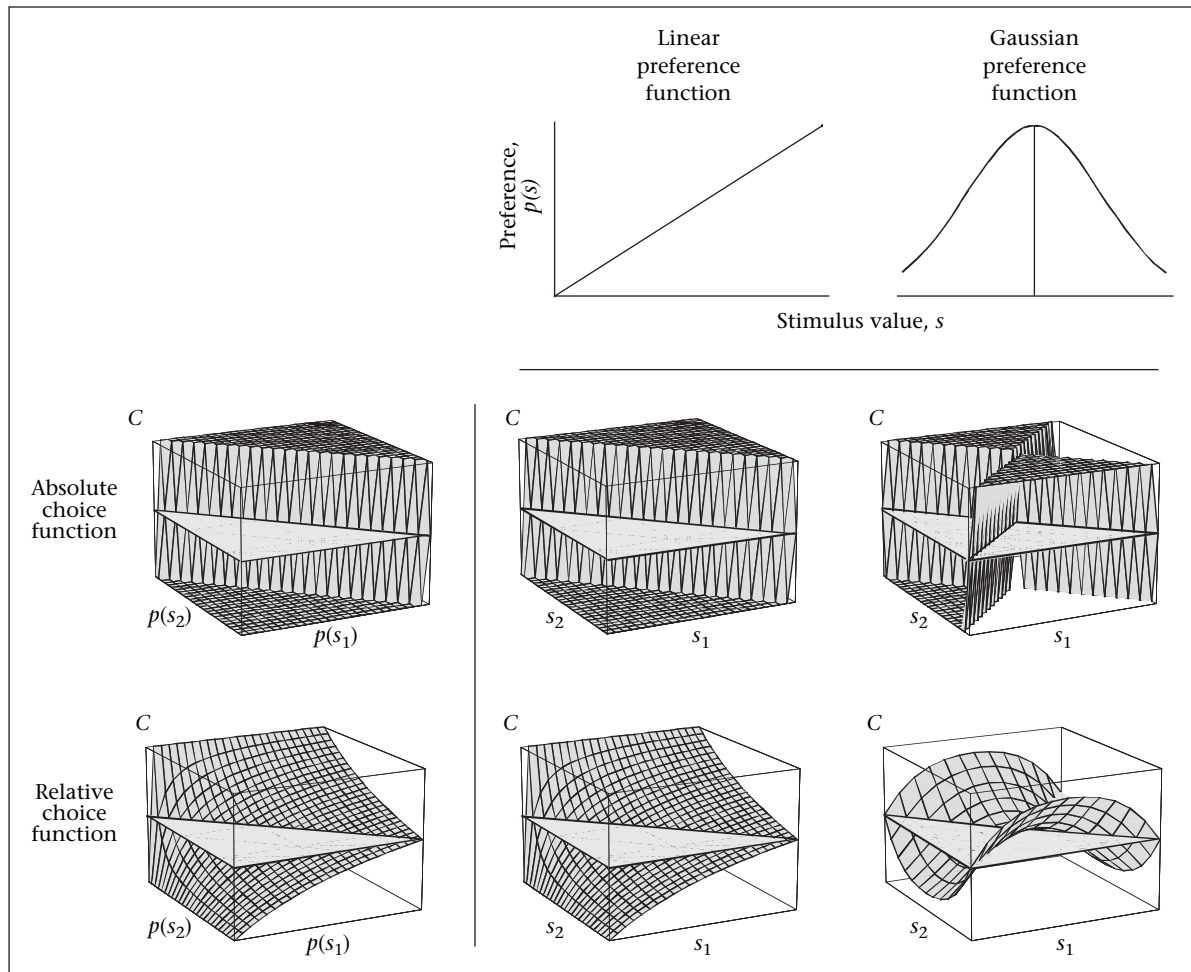 Linear
preference
function
Gaussian
preference
function
Preference,
p(s)
Stimulus value, s
Absolute
choice
function
C
p(s2)
p(s1)
C
s2
s1
C
s2
s1
Relative
choice
function
C
p(s2)
p(s1)
C
s2
s1
C
s2
s1